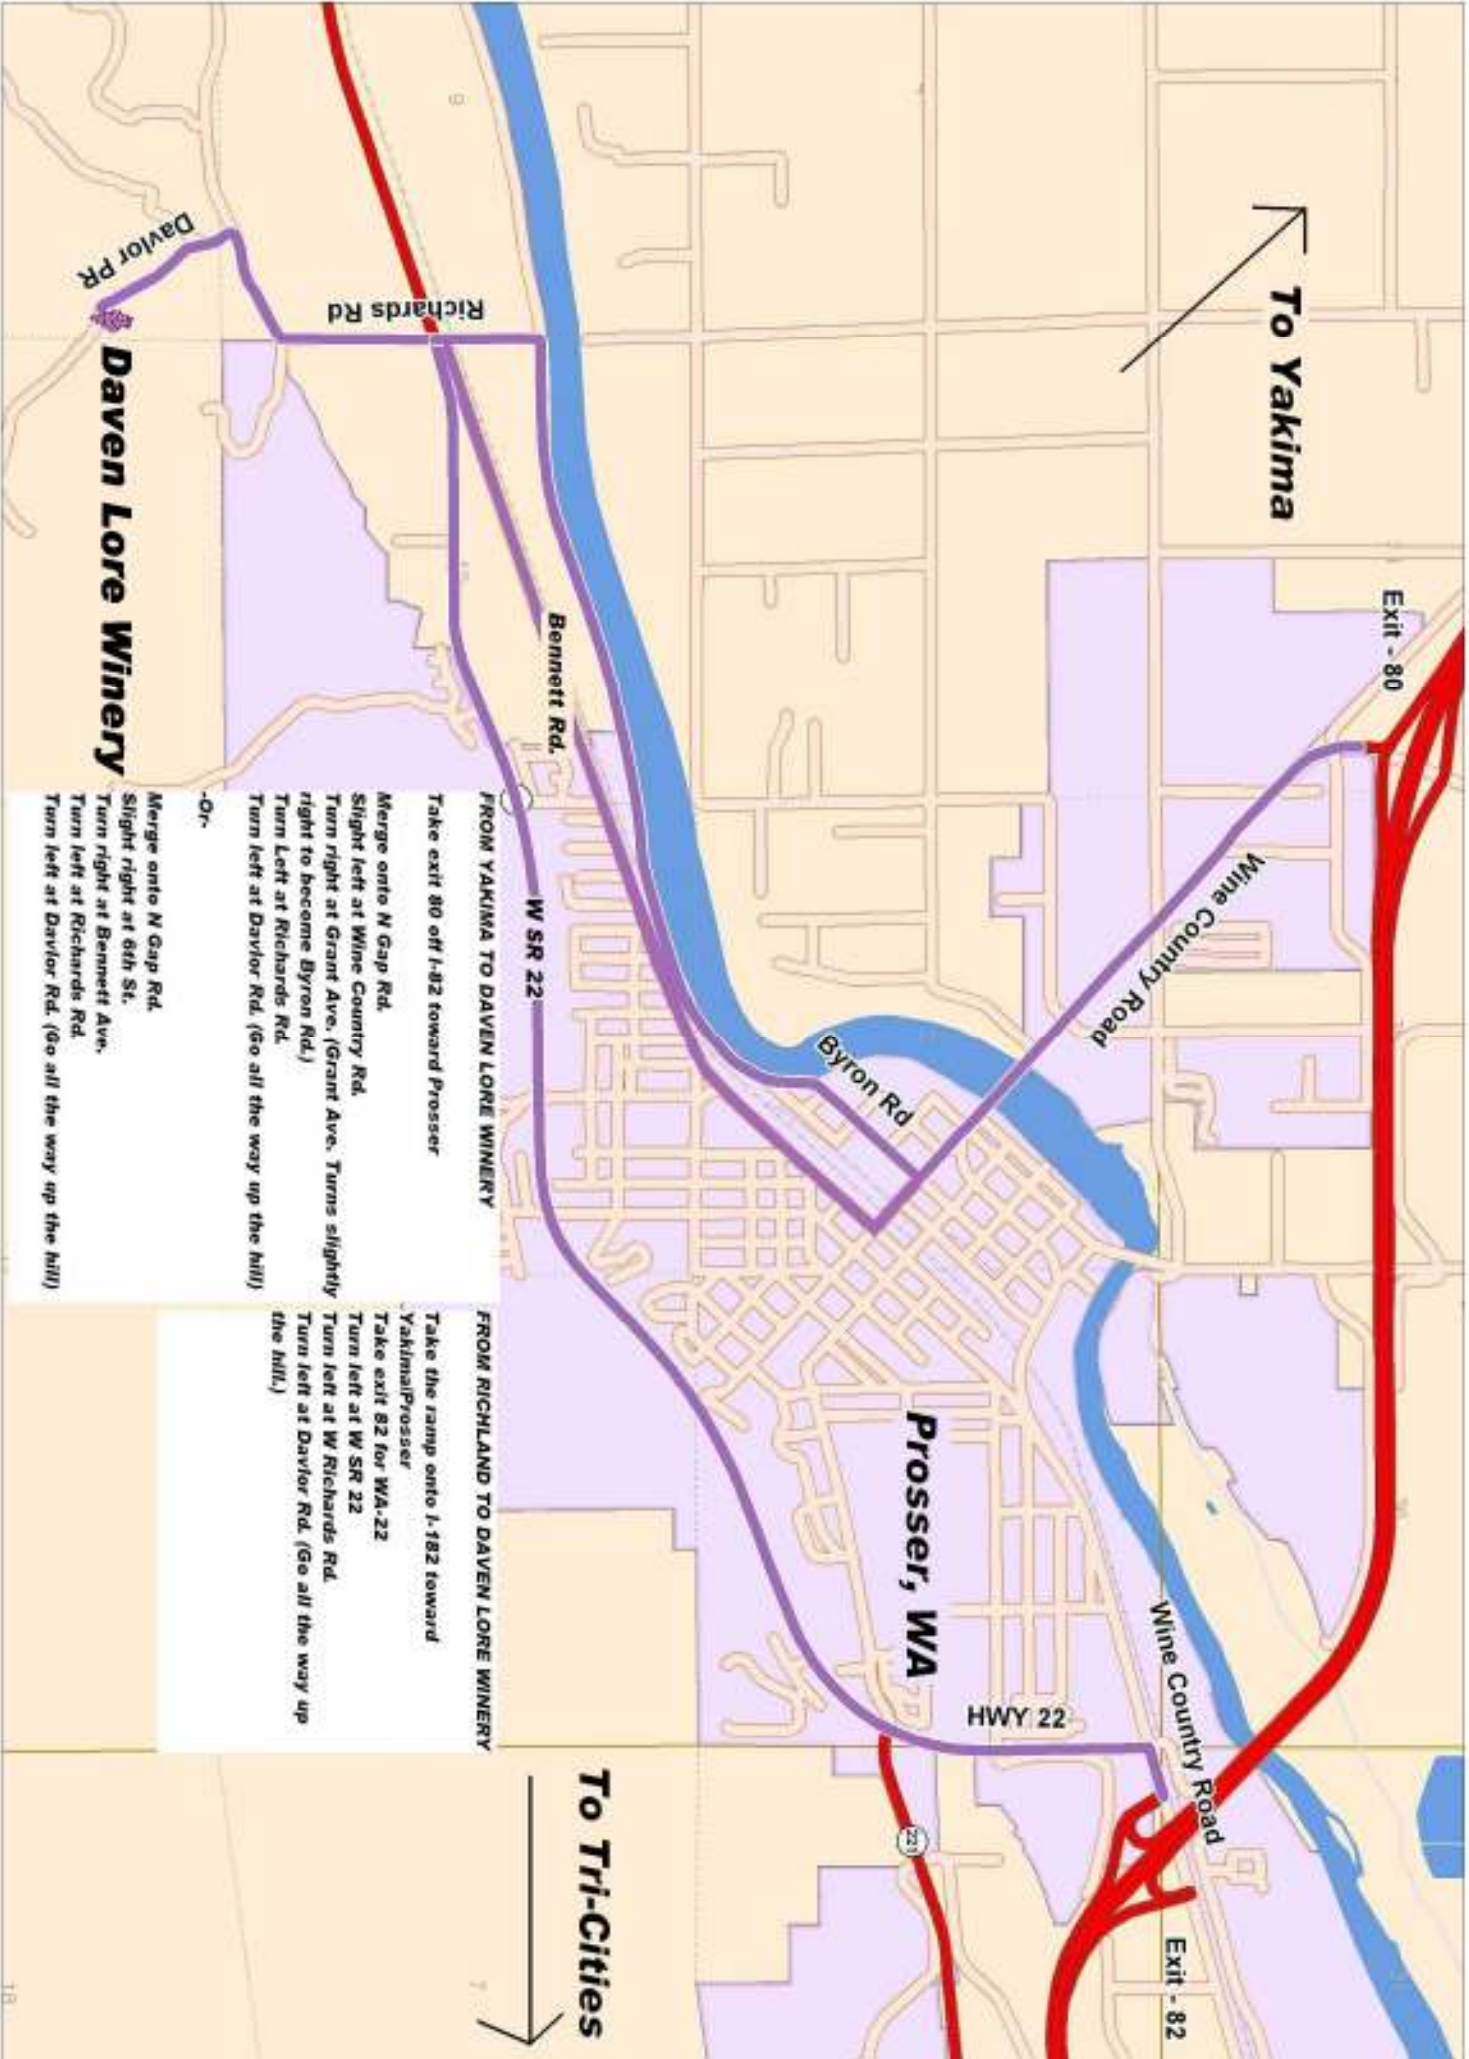 To Yakima
Exit - 80
Wine Country Road
Byron Rd
Richards Rd
Davlor PR
Daven Lore Winery
Bennett Rd.
W SR 22
Prosser, WA
HWY 22
Wine Country Road
221
Exit - 82
To Tri-Cities
FROM YAKIMA TO DAVEN LORE WINERY
Take exit 80 off I-82 toward Prosser
Merge onto N Gap Rd.
Slight left at Wine Country Rd.
Turn right at Grant Ave. (Grant Ave. Turns slightly
right to become Byron Rd.)
Turn Left at Richards Rd.
Turn left at Davlor Rd. (Go all the way up the hill)
-Or-
Merge onto N Gap Rd.
Slight right at 6th St.
Turn right at Bennett Ave.
Turn left at Richards Rd.
Turn left at Davlor Rd. (Go all the way up the hill)
FROM RICHLAND TO DAVEN LORE WINERY
Take the ramp onto I-182 toward
Yakima/Prosser
Take exit 82 for WA-22
Turn left at W SR 22
Turn left at W Richards Rd.
Turn left at Davlor Rd. (Go all the way up
the hill.)
9
7
18